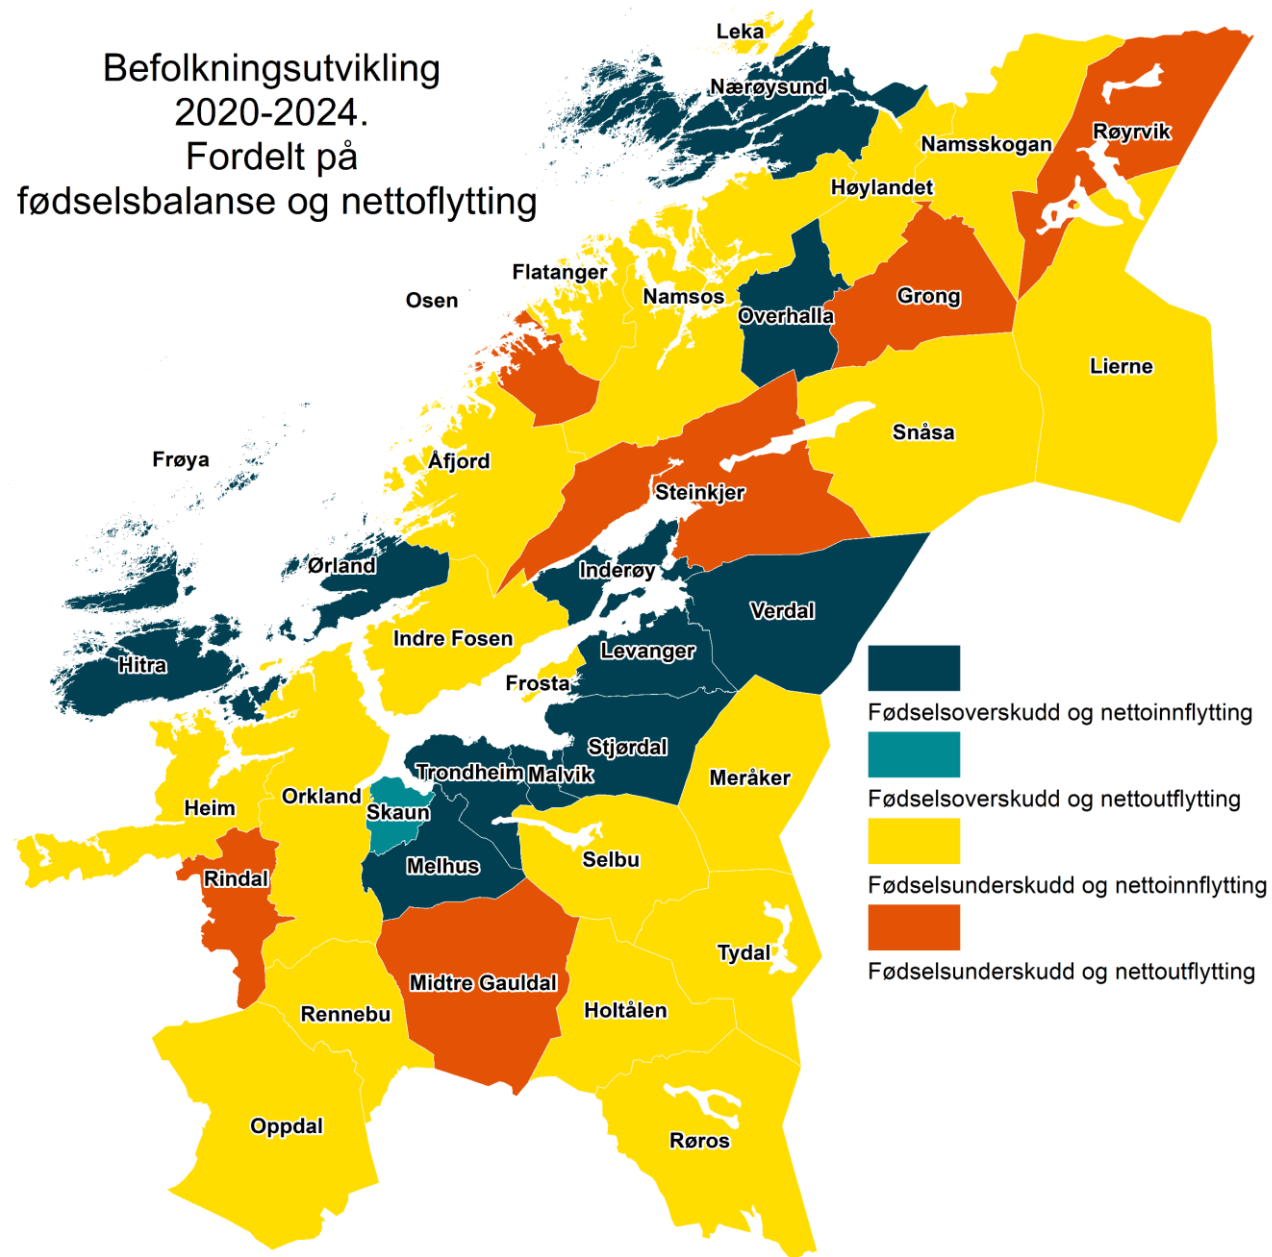 Befolkningsutvikling
2020-2024.
Fordelt på
fødselsbalanse og nettoflytting
Leka
Nærøysund
Røyrvik
Namsskogan
Høylandet
Flatanger
Osen
Namsos
Grong
Overhalla
Lierne
Snåsa
Frøya
Åfjord
Steinkjer
Ørland
Inderøy
Verdal
Indre Fosen
Levanger
Hitra
Frosta
Fødselsoverskudd og nettoinnflytting
Stjørdal
Trondheim
Malvik
Meråker
Orkland
Fødselsoverskudd og nettoutflytting
Heim
Skaun
Selbu
Melhus
Rindal
Fødselsunderskudd og nettoinnflytting
Tydal
Fødselsunderskudd og nettoutflytting
Midtre Gauldal
Holtålen
Rennebu
Oppdal
Røros